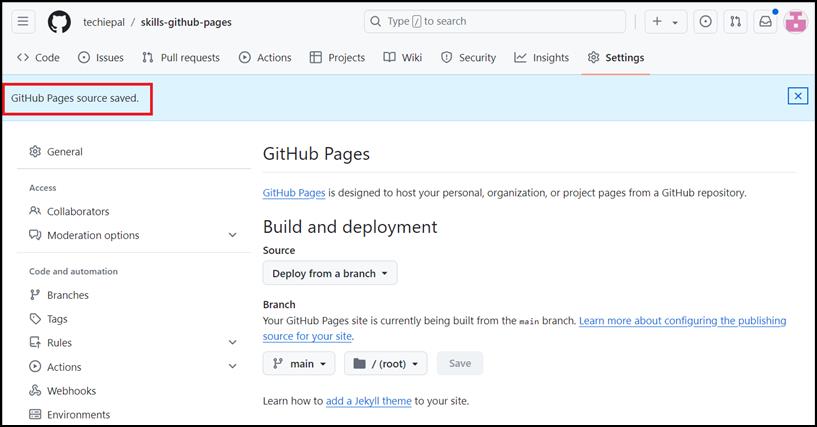 techiepal / skills-github-pages
Type / to search
Code Issues Pull requests Actions Projects Wiki Security Insights Settings
GitHub Pages source saved.
General
Access
Collaborators
Moderation options
Code and automation
Branches
Tags
Rules
Actions
Webhooks
Environments
GitHub Pages
GitHub Pages is designed to host your personal, organization, or project pages from a GitHub repository.
Build and deployment
Source
Deploy from a branch
Branch
Your GitHub Pages site is currently being built from the main branch. Learn more about configuring the publishing
source for your site.
main / (root) Save
Learn how to add a Jekyll theme to your site.